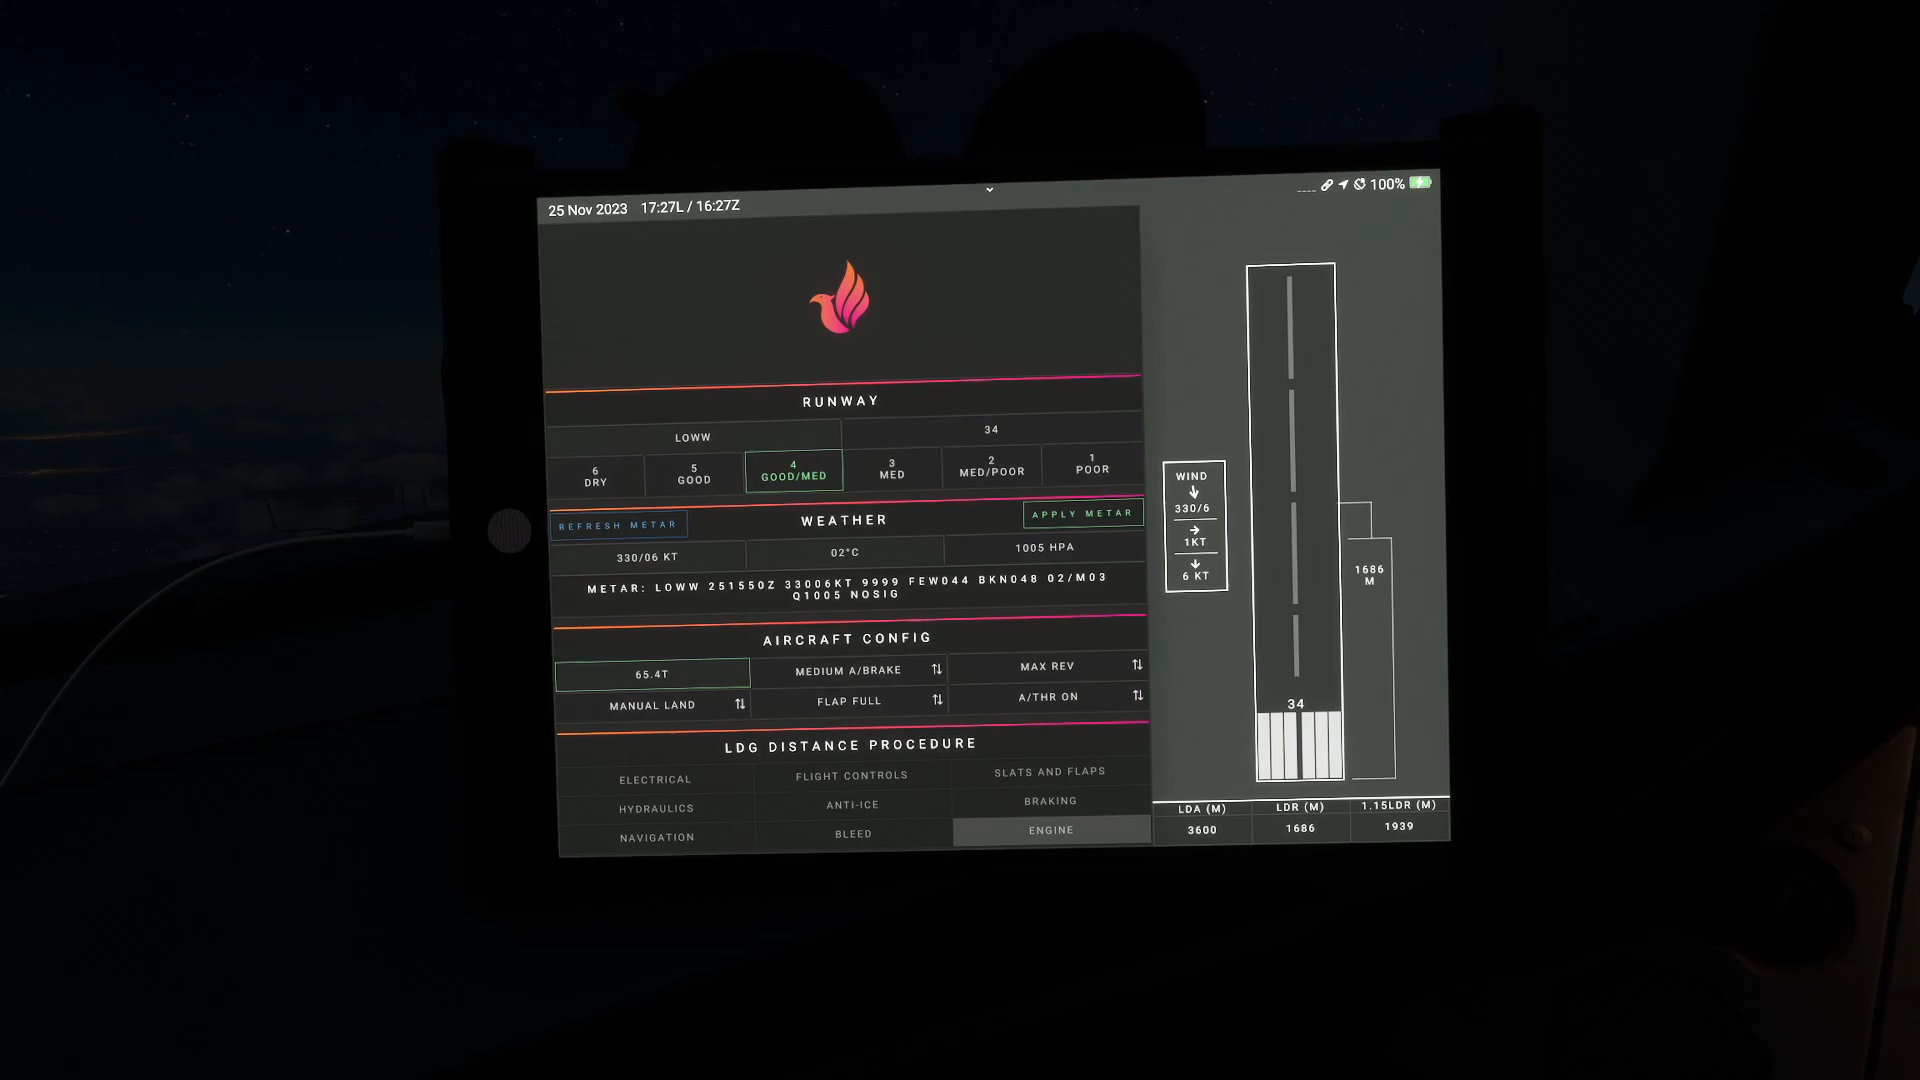 25 Nov 2023 17:27L / 16:27Z
100%
RUNWAY
LOWW 34
6 DRY
5 GOOD
4 GOOD/MED
3 MED
2 MED/POOR
1 POOR
REFRESH METAR
WEATHER
APPLY METAR
330/06 KT 02°C 1005 HPA
METAR: LOWW 251550Z 33006KT 9999 FEW044 BKN048 02/M03
Q1005 NOSIG
AIRCRAFT CONFIG
65.4T MEDIUM A/BRAKE MAX REV
MANUAL LAND FLAP FULL A/THR ON
LDG DISTANCE PROCEDURE
ELECTRICAL FLIGHT CONTROLS SLATS AND FLAPS
HYDRAULICS ANTI-ICE BRAKING
NAVIGATION BLEED ENGINE
WIND
330/6
1KT
6 KT
1686
M
34
LDA (M) LDR (M) 1.15LDR (M)
3600 1686 1939